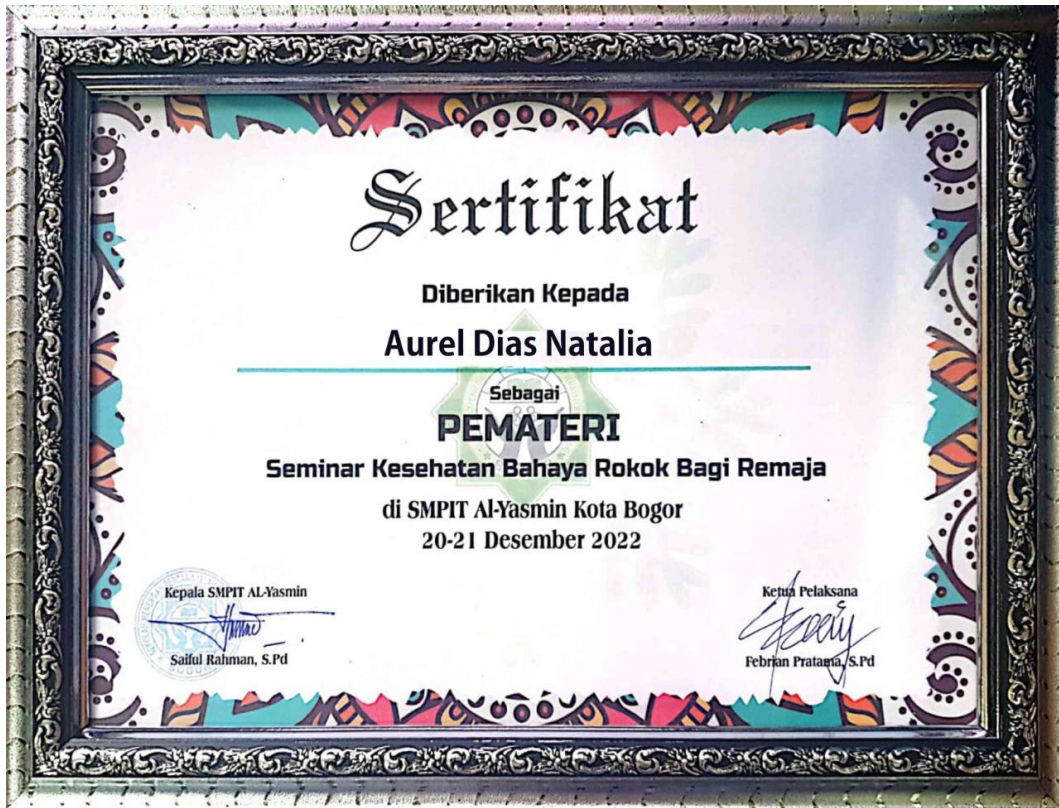 Sertifikat
Diberikan Kepada
Aurel Dias Natalia
Sebagai
PEMATERI
Seminar Kesehatan Bahaya Rokok Bagi Remaja
di SMPIT Al-Yasmin Kota Bogor
20-21 Desember 2022
Kepala SMPIT AL-Yasmin
Saiful Rahman, S.Pd
Ketua Pelaksana
Febrian Pratama, S.Pd